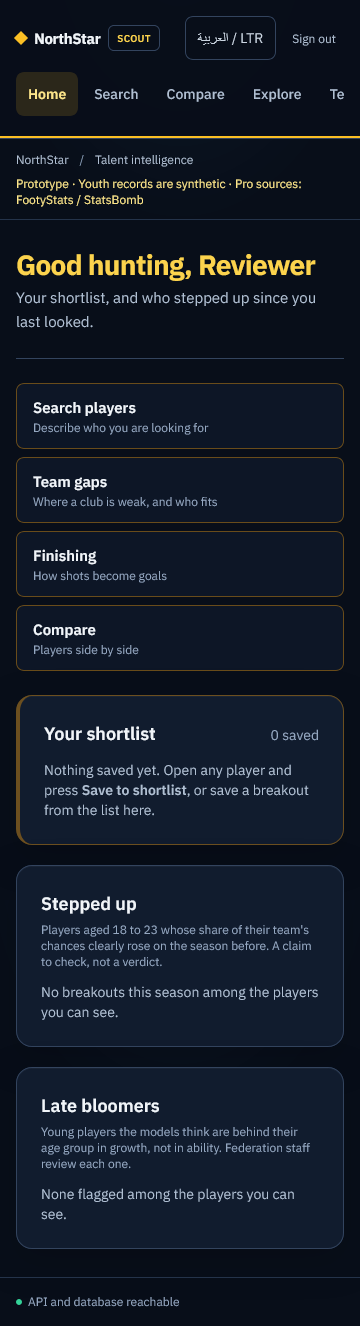 NorthStar SCOUT العربية / LTR Sign out
Home Search Compare Explore Te
NorthStar / Talent intelligence
Prototype · Youth records are synthetic · Pro sources:
FootyStats / StatsBomb
Good hunting, Reviewer
Your shortlist, and who stepped up since you
last looked.
Search players
Describe who you are looking for
Team gaps
Where a club is weak, and who fits
Finishing
How shots become goals
Compare
Players side by side
Your shortlist 0 saved
Nothing saved yet. Open any player and
press Save to shortlist, or save a breakout
from the list here.
Stepped up
Players aged 18 to 23 whose share of their team's
chances clearly rose on the season before. A claim
to check, not a verdict.
No breakouts this season among the players
you can see.
Late bloomers
Young players the models think are behind their
age group in growth, not in ability. Federation staff
review each one.
None flagged among the players you can
see.
API and database reachable